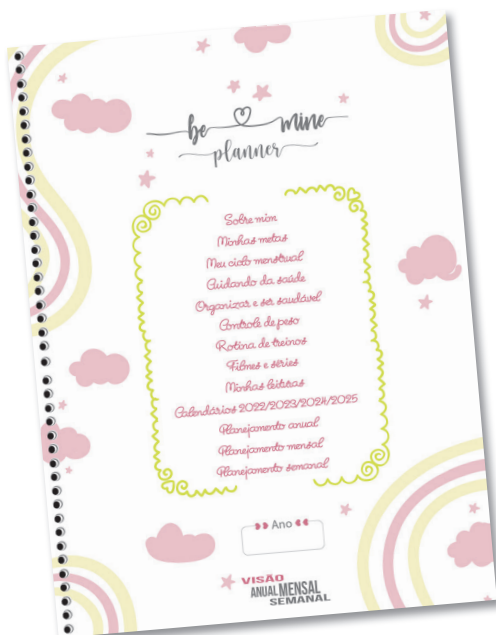 be mine
planner
Sobre mim
Minhas metas
Meu ciclo menstrual
Cuidando da saúde
Organizar e ser saudável
Controle de peso
Rotina de treinos
Filmes e séries
Minhas leituras
Calendários 2022/2023/2024/2025
Planejamento anual
Planejamento mensal
Planejamento semanal
Ano
VISÃO
ANUAL MENSAL
SEMANAL